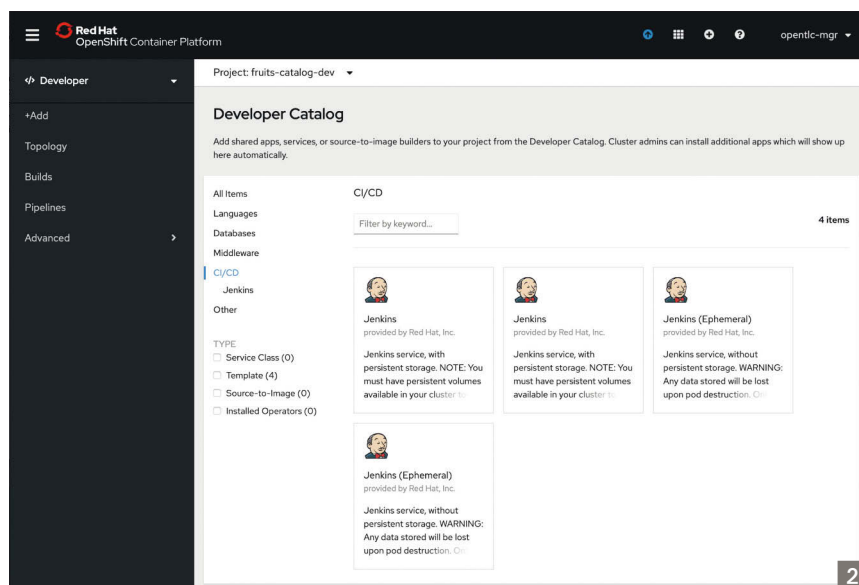 Red Hat
OpenShift Container Platform
opentlc-mgr
Developer
Project: fruits-catalog-dev
+Add
Topology
Builds
Pipelines
Advanced
Developer Catalog
Add shared apps, services, or source-to-image builders to your project from the Developer Catalog. Cluster admins can install additional apps which will show up
here automatically.
All Items
Languages
Databases
Middleware
CI/CD
Jenkins
Other
TYPE
Service Class (0)
Template (4)
Source-to-Image (0)
Installed Operators (0)
CI/CD
Filter by keyword...
4 items
Jenkins
provided by Red Hat, Inc.
Jenkins service, with
persistent storage. NOTE: You
must have persistent volumes
available in your cluster to
Jenkins
provided by Red Hat, Inc.
Jenkins service, with
persistent storage. NOTE: You
must have persistent volumes
available in your cluster to
Jenkins (Ephemeral)
provided by Red Hat, Inc.
Jenkins service, without
persistent storage. WARNING:
Any data stored will be lost
upon pod destruction.
Jenkins (Ephemeral)
provided by Red Hat, Inc.
Jenkins service, without
persistent storage. WARNING:
Any data stored will be lost
upon pod destruction.
2